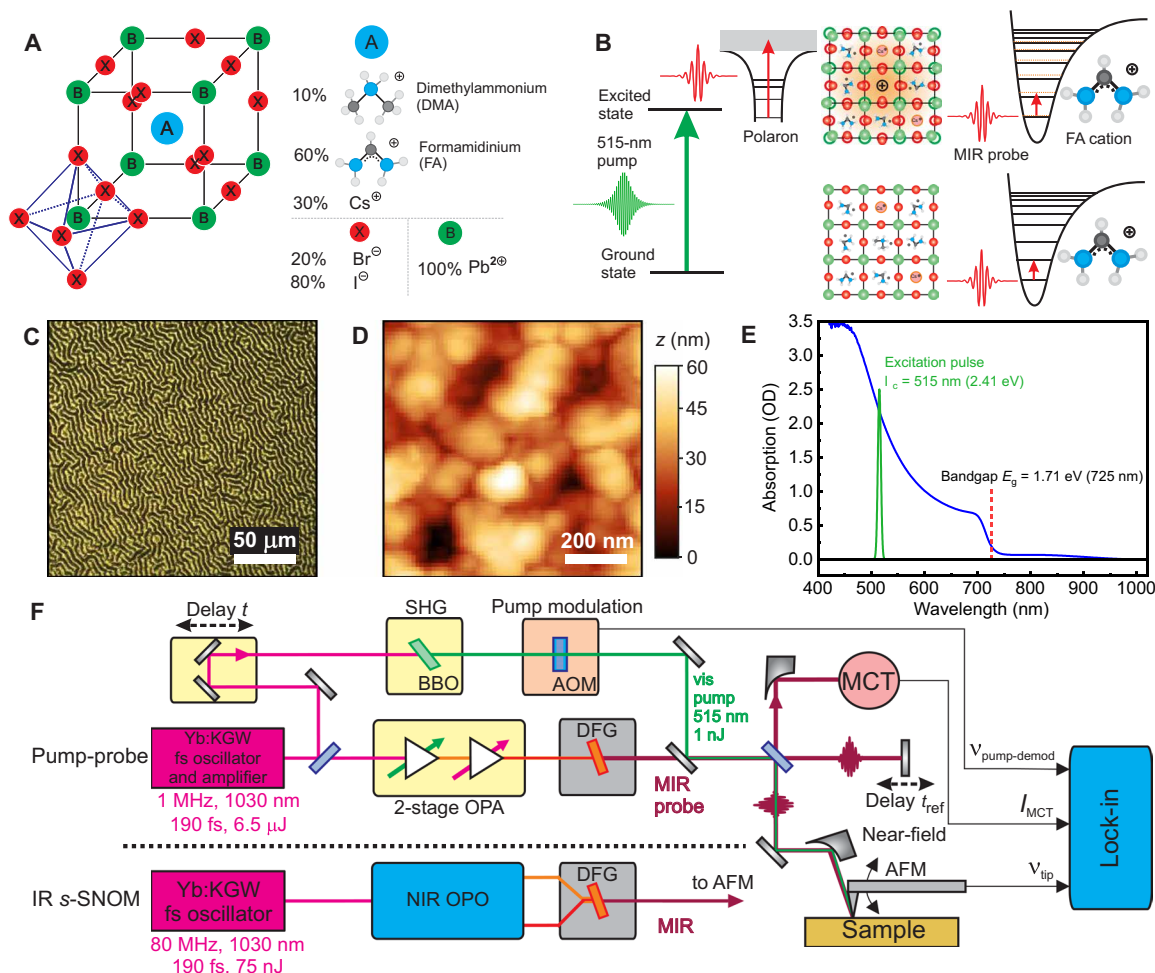 A
B
X
B
X
X
X
B
B
X
X
X
A
X
B
X
B
X
X
X
X
X
X
B
B
X
X
A
10%
Dimethylammonium
(DMA)
60%
Formamidinium
(FA)
30%
Cs⊕
X
B
20%
Br⊖
80%
I⊖
100% Pb2⊕
B
Excited
state
515-nm
pump
Ground
state
Polaron
MIR probe
FA cation
C
50 μm
D
200 nm
z (nm)
60
45
30
15
0
E
3.5
3.0
2.5
2.0
1.5
1.0
0.5
0.0
Absorption (OD)
Excitation pulse
I c = 515 nm (2.41 eV)
Bandgap Eg = 1.71 eV (725 nm)
400 500 600 700 800 900 1000
Wavelength (nm)
F
Delay t
SHG
BBO
Pump modulation
AOM
vis
pump
515 nm
1 nJ
MCT
Pump-probe
Yb:KGW
fs oscillator
and amplifier
1 MHz, 1030 nm
190 fs, 6.5 μJ
2-stage OPA
DFG
MIR
probe
Delay tref
νpump-demod
IMCT
νtip
Lock-in
Near-field
AFM
Sample
IR s-SNOM
Yb:KGW
fs oscillator
80 MHz, 1030 nm
190 fs, 75 nJ
NIR OPO
DFG
MIR
to AFM